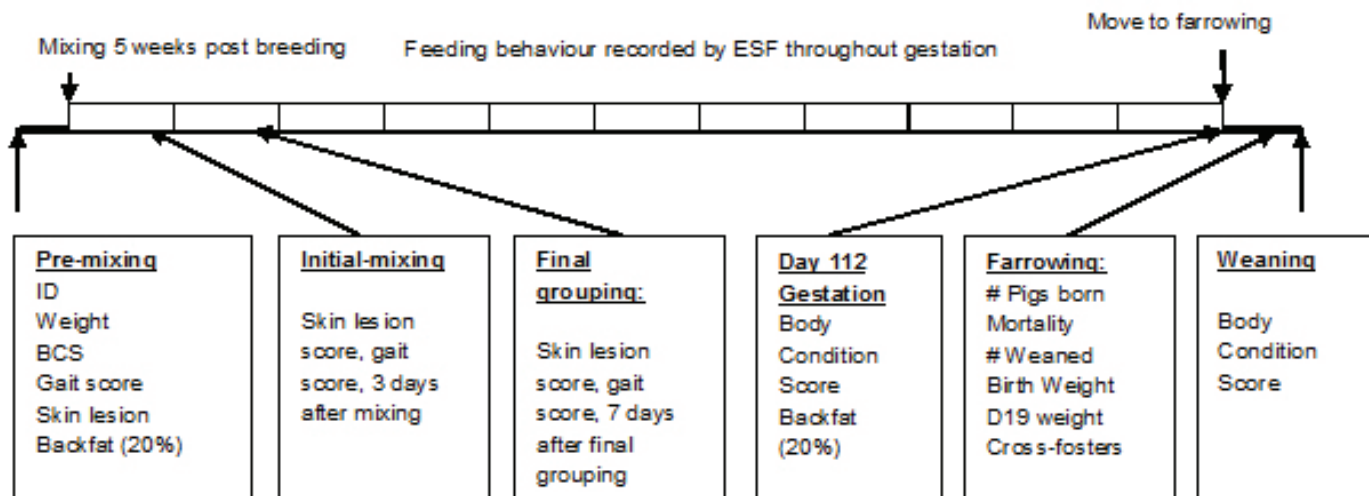 Move to farrowing
Mixing 5 weeks post breeding
Feeding behaviour recorded by ESF throughout gestation
Pre-mixing
ID
Weight
BCS
Gait score
Skin lesion
Backfat (20%)
Initial-mixing
Skin lesion
score, gait
score, 3 days
after mixing
Final
grouping:
Skin lesion
score, gait
score, 7 days
after final
grouping
Day 112
Gestation
Body
Condition
Score
Backfat
(20%)
Farrowing:
# Pigs born
Mortality
# Weaned
Birth Weight
D19 weight
Cross-fosters
Weaning
Body
Condition
Score